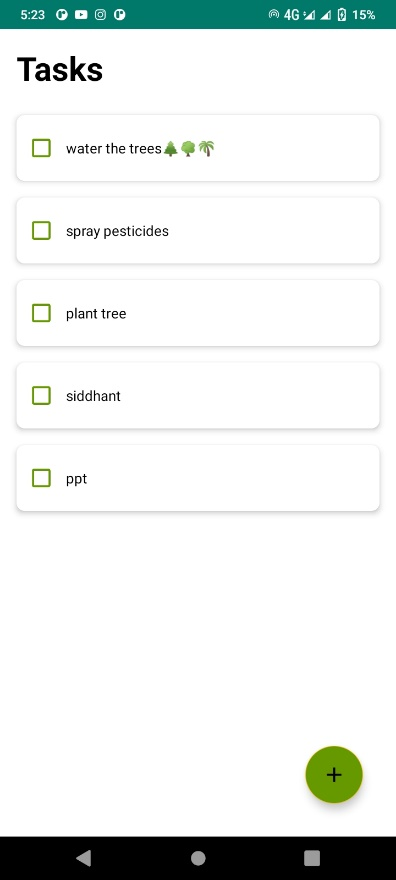 5:23 4G 15%
Tasks
water the trees🌲🌳🌴
spray pesticides
plant tree
siddhant
ppt
+